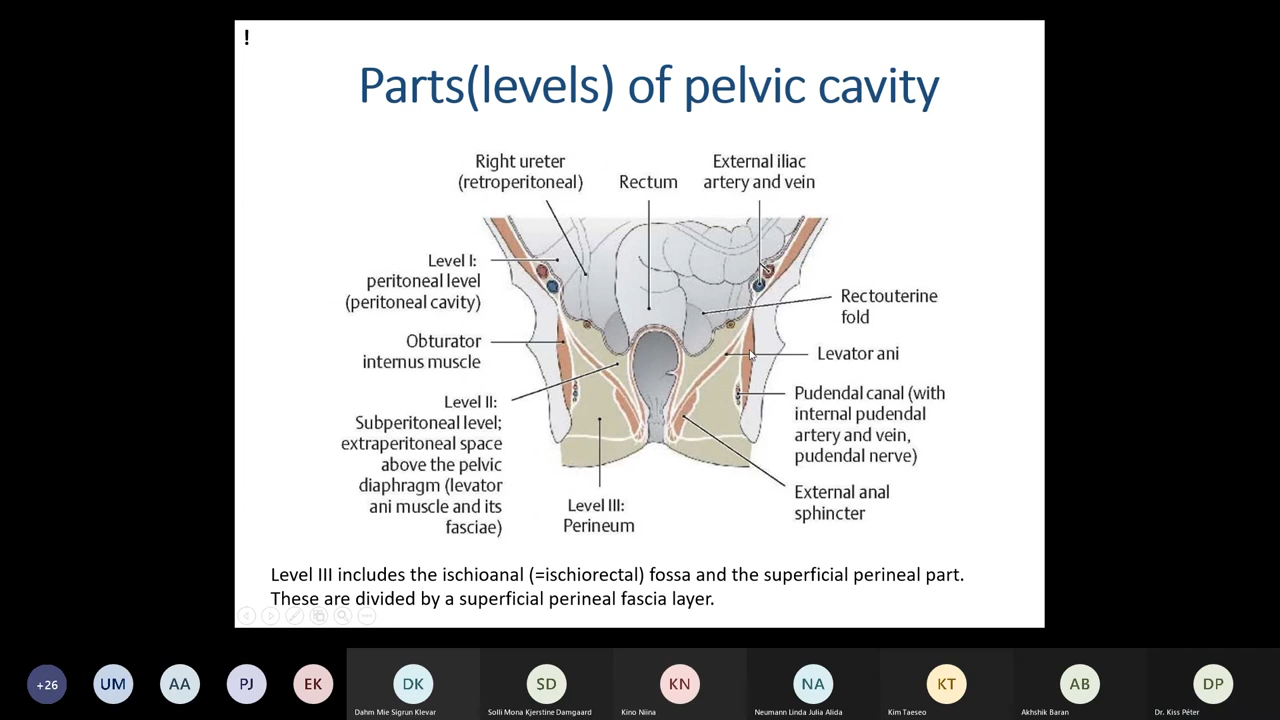 !
Parts(levels) of pelvic cavity
Right ureter
(retroperitoneal)
Rectum
External iliac
artery and vein
Level I:
peritoneal level
(peritoneal cavity)
Rectouterine
fold
Obturator
internus muscle
Levator ani
Level II:
Subperitoneal level;
extraperitoneal space
above the pelvic
diaphragm (levator
ani muscle and its
fasciae)
Pudendal canal (with
internal pudendal
artery and vein,
pudendal nerve)
Level III:
Perineum
External anal
sphincter
Level III includes the ischioanal (=ischiorectal) fossa and the superficial perineal part.
These are divided by a superficial perineal fascia layer.
+26
UM
AA
PJ
EK
DK
SD
KN
NA
KT
AB
DP
Dahm Mie Sigrun Klevar
Solli Mona Kjerstine Damgaard
Kino Niina
Neumann Linda Julia Alida
Kim Taeseo
Akhshik Baran
Dr. Kiss Péter